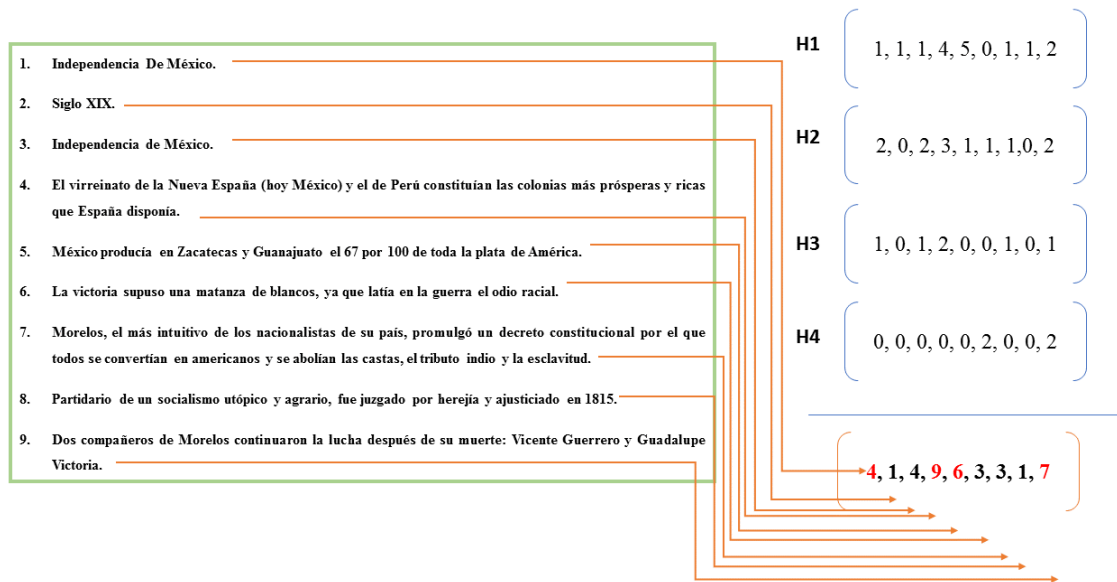 1. Independencia De México.
2. Siglo XIX.
3. Independencia de México.
4. El virreinato de la Nueva España (hoy México) y el de Perú constituían las colonias más prósperas y ricas
que España disponía.
5. México producía en Zacatecas y Guanajuato el 67 por 100 de toda la plata de América.
6. La victoria supuso una matanza de blancos, ya que latía en la guerra el odio racial.
7. Morelos, el más intuitivo de los nacionalistas de su país, promulgó un decreto constitucional por el que
todos se convertían en americanos y se abolían las castas, el tributo indio y la esclavitud.
8. Partidario de un socialismo utópico y agrario, fue juzgado por herejía y ajusticiado en 1815.
9. Dos compañeros de Morelos continuaron la lucha después de su muerte: Vicente Guerrero y Guadalupe
Victoria.
H1 1, 1, 1, 4, 5, 0, 1, 1, 2
H2 2, 0, 2, 3, 1, 1, 1,0, 2
H3 1, 0, 1, 2, 0, 0, 1, 0, 1
H4 0, 0, 0, 0, 0, 2, 0, 0, 2
4, 1, 4, 9, 6, 3, 3, 1, 7